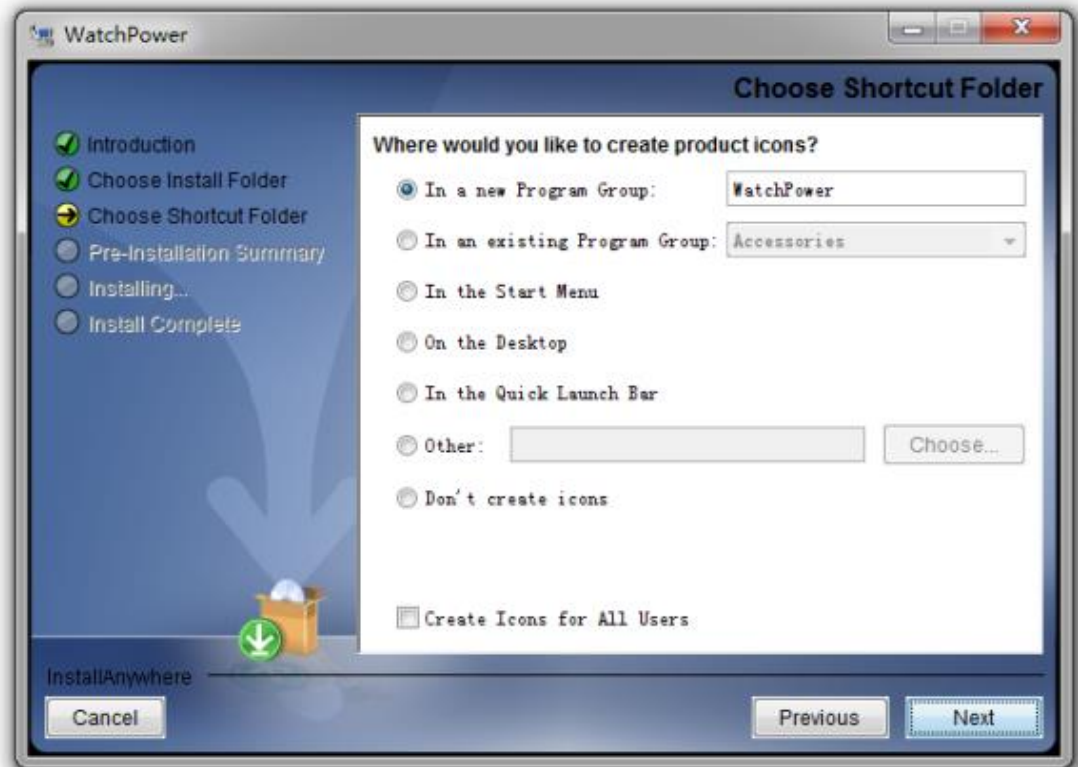 WatchPower
Choose Shortcut Folder
Introduction
Choose Install Folder
Choose Shortcut Folder
Pre-Installation Summary
Installing...
Install Complete
Where would you like to create product icons?
In a new Program Group: WatchPower
In an existing Program Group: Accessories
In the Start Menu
On the Desktop
In the Quick Launch Bar
Other: Choose...
Don't create icons
Create Icons for All Users
InstallAnywhere
Cancel Previous Next